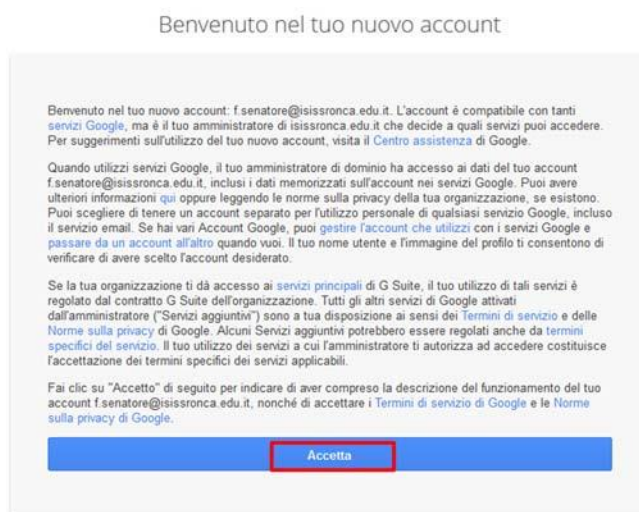 Benvenuto nel tuo nuovo account
Benvenuto nel tuo nuovo account: f.senatore@isissronca.edu.it. L'account è compatibile con tanti
servizi Google, ma è il tuo amministratore di isissronca.edu.it che decide a quali servizi puoi accedere.
Per suggerimenti sull'utilizzo del tuo nuovo account, visita il Centro assistenza di Google.
Quando utilizzi servizi Google, il tuo amministratore di dominio ha accesso ai dati del tuo account
f.senatore@isissronca.edu.it, inclusi i dati memorizzati sull'account nei servizi Google. Puoi avere
ulteriori informazioni qui oppure leggendo le norme sulla privacy della tua organizzazione, se esistono.
Puoi scegliere di tenere un account separato per l'utilizzo personale di qualsiasi servizio Google, incluso
il servizio email. Se hai vari Account Google, puoi gestire l'account che utilizzi con i servizi Google e
passare da un account all'altro quando vuoi. Il tuo nome utente e l'immagine del profilo ti consentono di
verificare di avere scelto l'account desiderato.
Se la tua organizzazione ti dà accesso ai servizi principali di G Suite, il tuo utilizzo di tali servizi è
regolato dal contratto G Suite dell'organizzazione. Tutti gli altri servizi di Google attivati
dall'amministratore ("Servizi aggiuntivi") sono a tua disposizione ai sensi dei Termini di servizio e delle
Norme sulla privacy di Google. Alcuni Servizi aggiuntivi potrebbero essere regolati anche da termini
specifici del servizio. Il tuo utilizzo dei servizi a cui l'amministratore ti autorizza ad accedere costituisce
l'accettazione dei termini specifici dei servizi applicabili.
Fai clic su "Accetto" di seguito per indicare di aver compreso la descrizione del funzionamento del tuo
account f.senatore@isissronca.edu.it, nonché di accettare i Termini di servizio di Google e le Norme
sulla privacy di Google.
Accetta